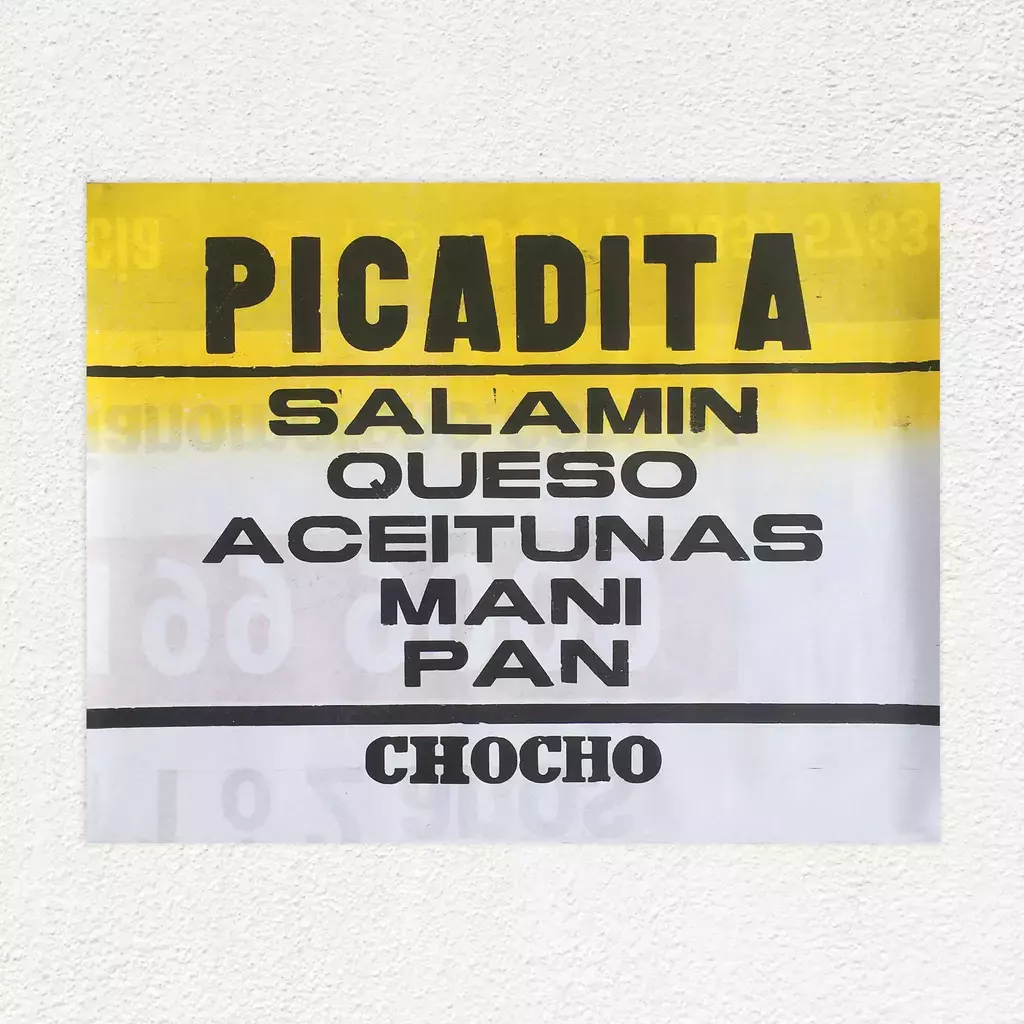 PICADITA
SALAMIN
QUESO
ACEITUNAS
MANI
PAN
CHOCHO